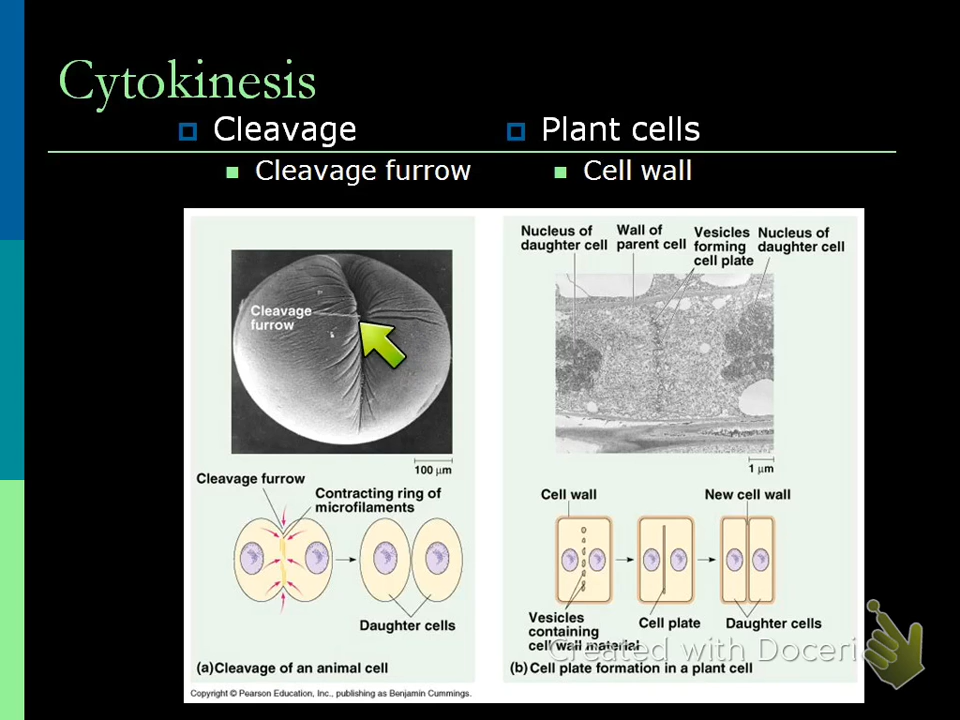 Cytokinesis
Cleavage
Cleavage furrow
Plant cells
Cell wall
Cleavage
furrow
100 µm
Cleavage furrow
Contracting ring of
microfilaments
Daughter cells
(a) Cleavage of an animal cell
Nucleus of
daughter cell
Wall of
parent cell
Vesicles
forming
cell plate
Nucleus of
daughter cell
1 µm
Cell wall
New cell wall
Vesicles
containing
cell wall material
Cell plate
Daughter cells
(b) Cell plate formation in a plant cell
Created with Doceri
Copyright © Pearson Education, Inc., publishing as Benjamin Cummings.